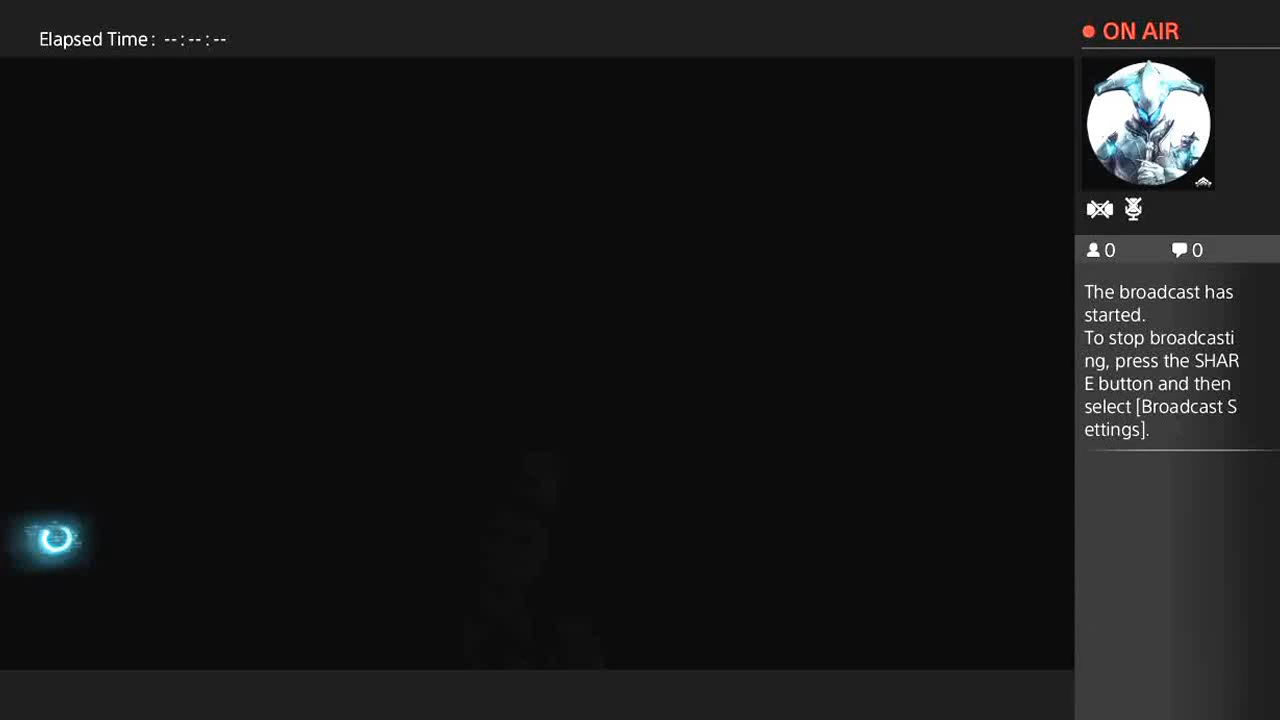 Elapsed Time: --:--:--
ON AIR
0 0
The broadcast has
started.
To stop broadcasti
ng, press the SHAR
E button and then
select [Broadcast S
ettings].